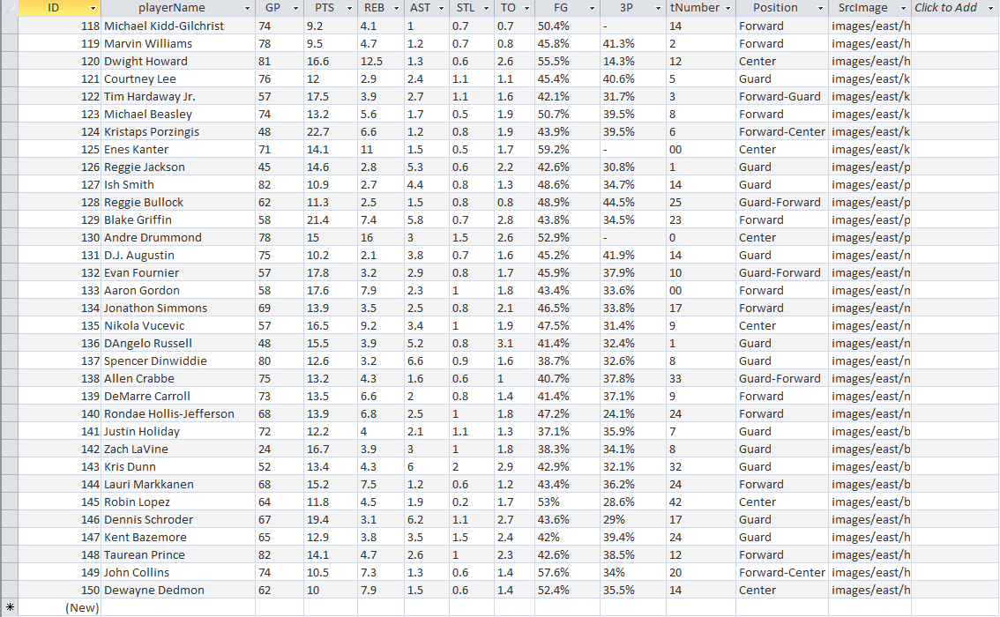 ID playerName GP PTS REB AST STL TO FG 3P tNumber Position SrcImage Click to Add
118 Michael Kidd-Gilchrist 74 9.2 4.1 1 0.7 0.7 50.4% - 14 Forward images/east/h
119 Marvin Williams 78 9.5 4.7 1.2 0.7 0.8 45.8% 41.3% 2 Forward images/east/h
120 Dwight Howard 81 16.6 12.5 1.3 0.6 2.6 55.5% 14.3% 12 Center images/east/h
121 Courtney Lee 76 12 2.9 2.4 1.1 1.1 45.4% 40.6% 5 Guard images/east/k
122 Tim Hardaway Jr. 57 17.5 3.9 2.7 1.1 1.6 42.1% 31.7% 3 Forward-Guard images/east/k
123 Michael Beasley 74 13.2 5.6 1.7 0.5 1.9 50.7% 39.5% 8 Forward images/east/k
124 Kristaps Porzingis 48 22.7 6.6 1.2 0.8 1.9 43.9% 39.5% 6 Forward-Center images/east/k
125 Enes Kanter 71 14.1 11 1.5 0.5 1.7 59.2% - 00 Center images/east/k
126 Reggie Jackson 45 14.6 2.8 5.3 0.6 2.2 42.6% 30.8% 1 Guard images/east/p
127 Ish Smith 82 10.9 2.7 4.4 0.8 1.3 48.6% 34.7% 14 Guard images/east/p
128 Reggie Bullock 62 11.3 2.5 1.5 0.8 0.8 48.9% 44.5% 25 Guard-Forward images/east/p
129 Blake Griffin 58 21.4 7.4 5.8 0.7 2.8 43.8% 34.5% 23 Forward images/east/p
130 Andre Drummond 78 15 16 3 1.5 2.6 52.9% - 0 Center images/east/p
131 D.J. Augustin 75 10.2 2.1 3.8 0.7 1.6 45.2% 41.9% 14 Guard images/east/m
132 Evan Fournier 57 17.8 3.2 2.9 0.8 1.7 45.9% 37.9% 10 Guard-Forward images/east/m
133 Aaron Gordon 58 17.6 7.9 2.3 1 1.8 43.4% 33.6% 00 Forward images/east/m
134 Jonathon Simmons 69 13.9 3.5 2.5 0.8 2.1 46.5% 33.8% 17 Forward images/east/m
135 Nikola Vucevic 57 16.5 9.2 3.4 1 1.9 47.5% 31.4% 9 Center images/east/m
136 DAngelo Russell 48 15.5 3.9 5.2 0.8 3.1 41.4% 32.4% 1 Guard images/east/n
137 Spencer Dinwiddie 80 12.6 3.2 6.6 0.9 1.6 38.7% 32.6% 8 Guard images/east/n
138 Allen Crabbe 75 13.2 4.3 1.6 0.6 1 40.7% 37.8% 33 Guard-Forward images/east/n
139 DeMarre Carroll 73 13.5 6.6 2 0.8 1.4 41.4% 37.1% 9 Forward images/east/n
140 Rondae Hollis-Jefferson 68 13.9 6.8 2.5 1 1.8 47.2% 24.1% 24 Forward images/east/n
141 Justin Holiday 72 12.2 4 2.1 1.1 1.3 37.1% 35.9% 7 Guard images/east/b
142 Zach LaVine 24 16.7 3.9 3 1 1.8 38.3% 34.1% 8 Guard images/east/b
143 Kris Dunn 52 13.4 4.3 6 2 2.9 42.9% 32.1% 32 Guard images/east/b
144 Lauri Markkanen 68 15.2 7.5 1.2 0.6 1.2 43.4% 36.2% 24 Forward images/east/b
145 Robin Lopez 64 11.8 4.5 1.9 0.2 1.7 53% 28.6% 42 Center images/east/b
146 Dennis Schroder 67 19.4 3.1 6.2 1.1 2.7 43.6% 29% 17 Guard images/east/h
147 Kent Bazemore 65 12.9 3.8 3.5 1.5 2.4 42% 39.4% 24 Guard images/east/h
148 Taurean Prince 82 14.1 4.7 2.6 1 2.3 42.6% 38.5% 12 Forward images/east/h
149 John Collins 74 10.5 7.3 1.3 0.6 1.4 57.6% 34% 20 Forward-Center images/east/h
150 Dewayne Dedmon 62 10 7.9 1.5 0.6 1.4 52.4% 35.5% 14 Center images/east/h
(New)